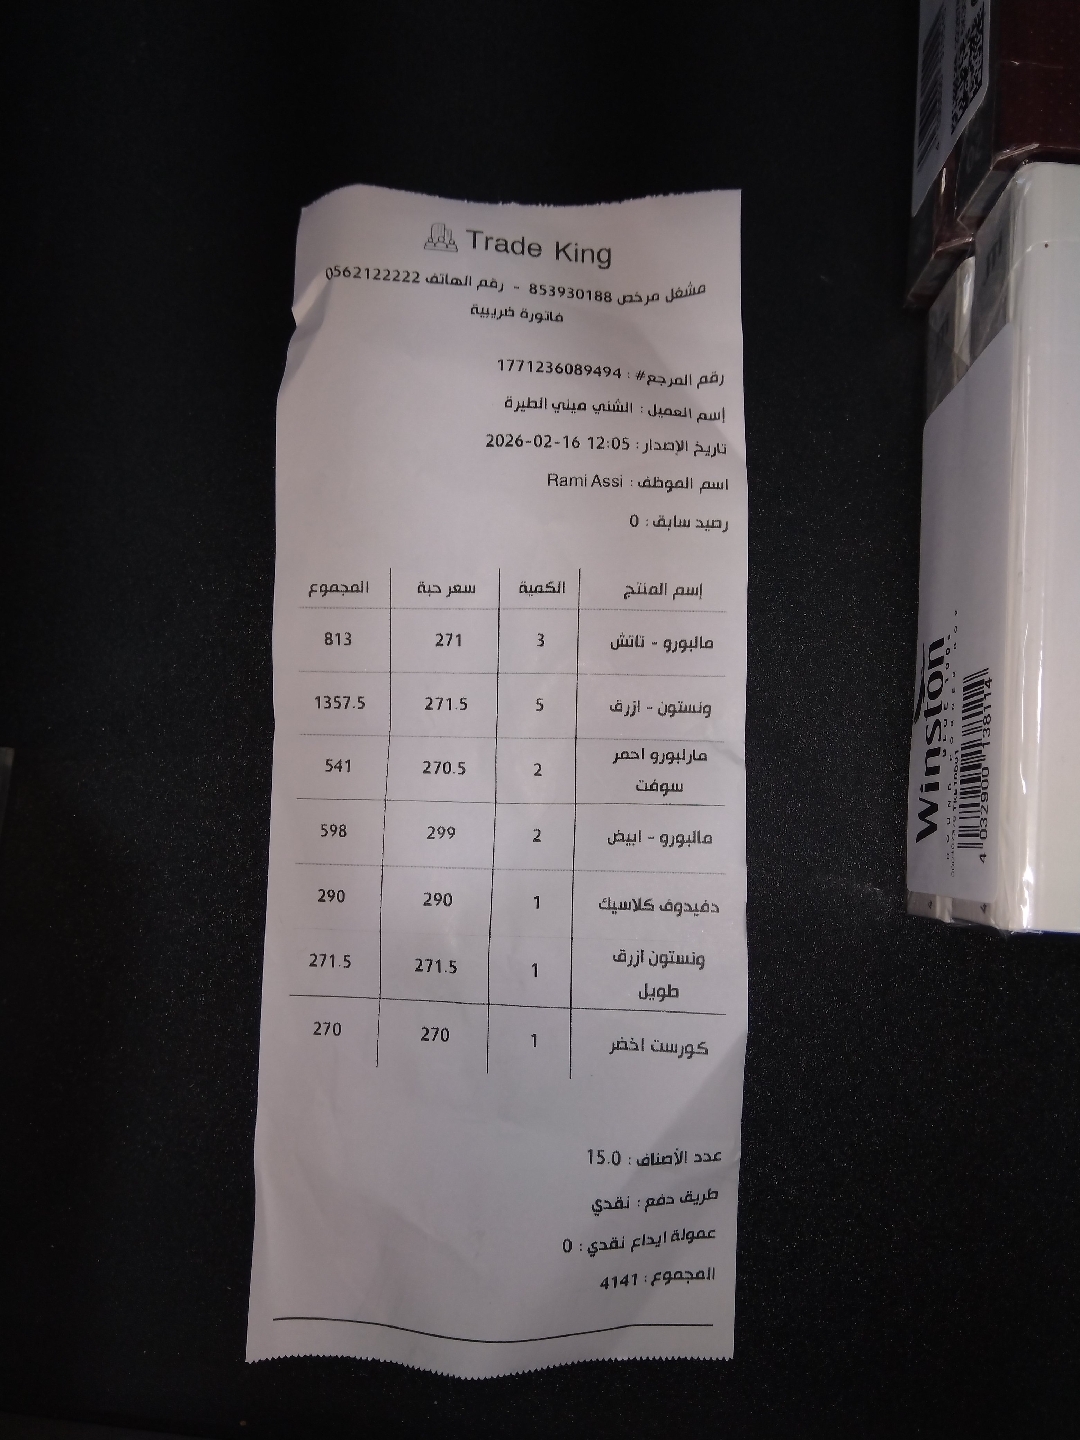 Trade King
مشغل مرخص 853930188 - رقم الهاتف 0562122222
فاتورة ضريبية
رقم المرجع# : 1771236089494
إسم العميل : الشني ميني الطيرة
تاريخ الإصدار : 2026-02-16 12:05
اسم الموظف : Rami Assi
رصيد سابق : 0
إسم المنتج الكمية سعر حبة المجموع
مالبورو - تاتش 3 271 813
ونستون - ازرق 5 271.5 1357.5
مارلبورو احمر سوفت 2 270.5 541
مالبورو - ابيض 2 299 598
دفيدوف كلاسيك 1 290 290
ونستون ازرق طويل 1 271.5 271.5
كورست اخضر 1 270 270
عدد الأصناف : 15.0
طريق دفع : نقدي
عمولة ايداع نقدي : 0
المجموع : 4141
Winston
4 032900 138114